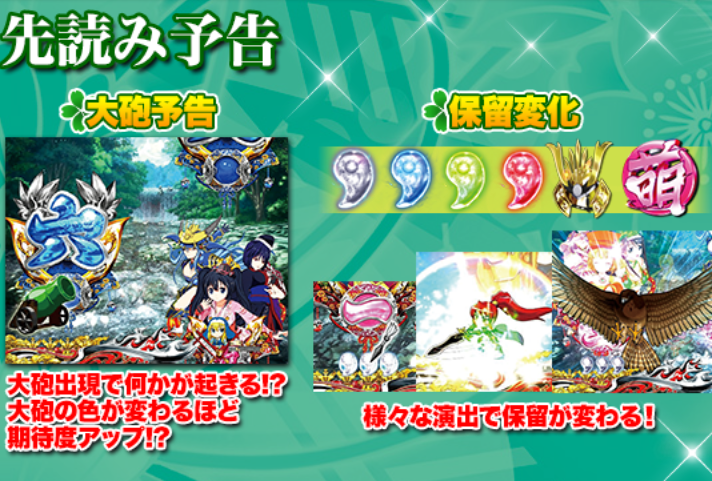 先読み予告
大砲予告
保留変化
萌
六
大砲出現で何かが起きる!?
大砲の色が変わるほど
期待度アップ!?
様々な演出で保留が変わる!